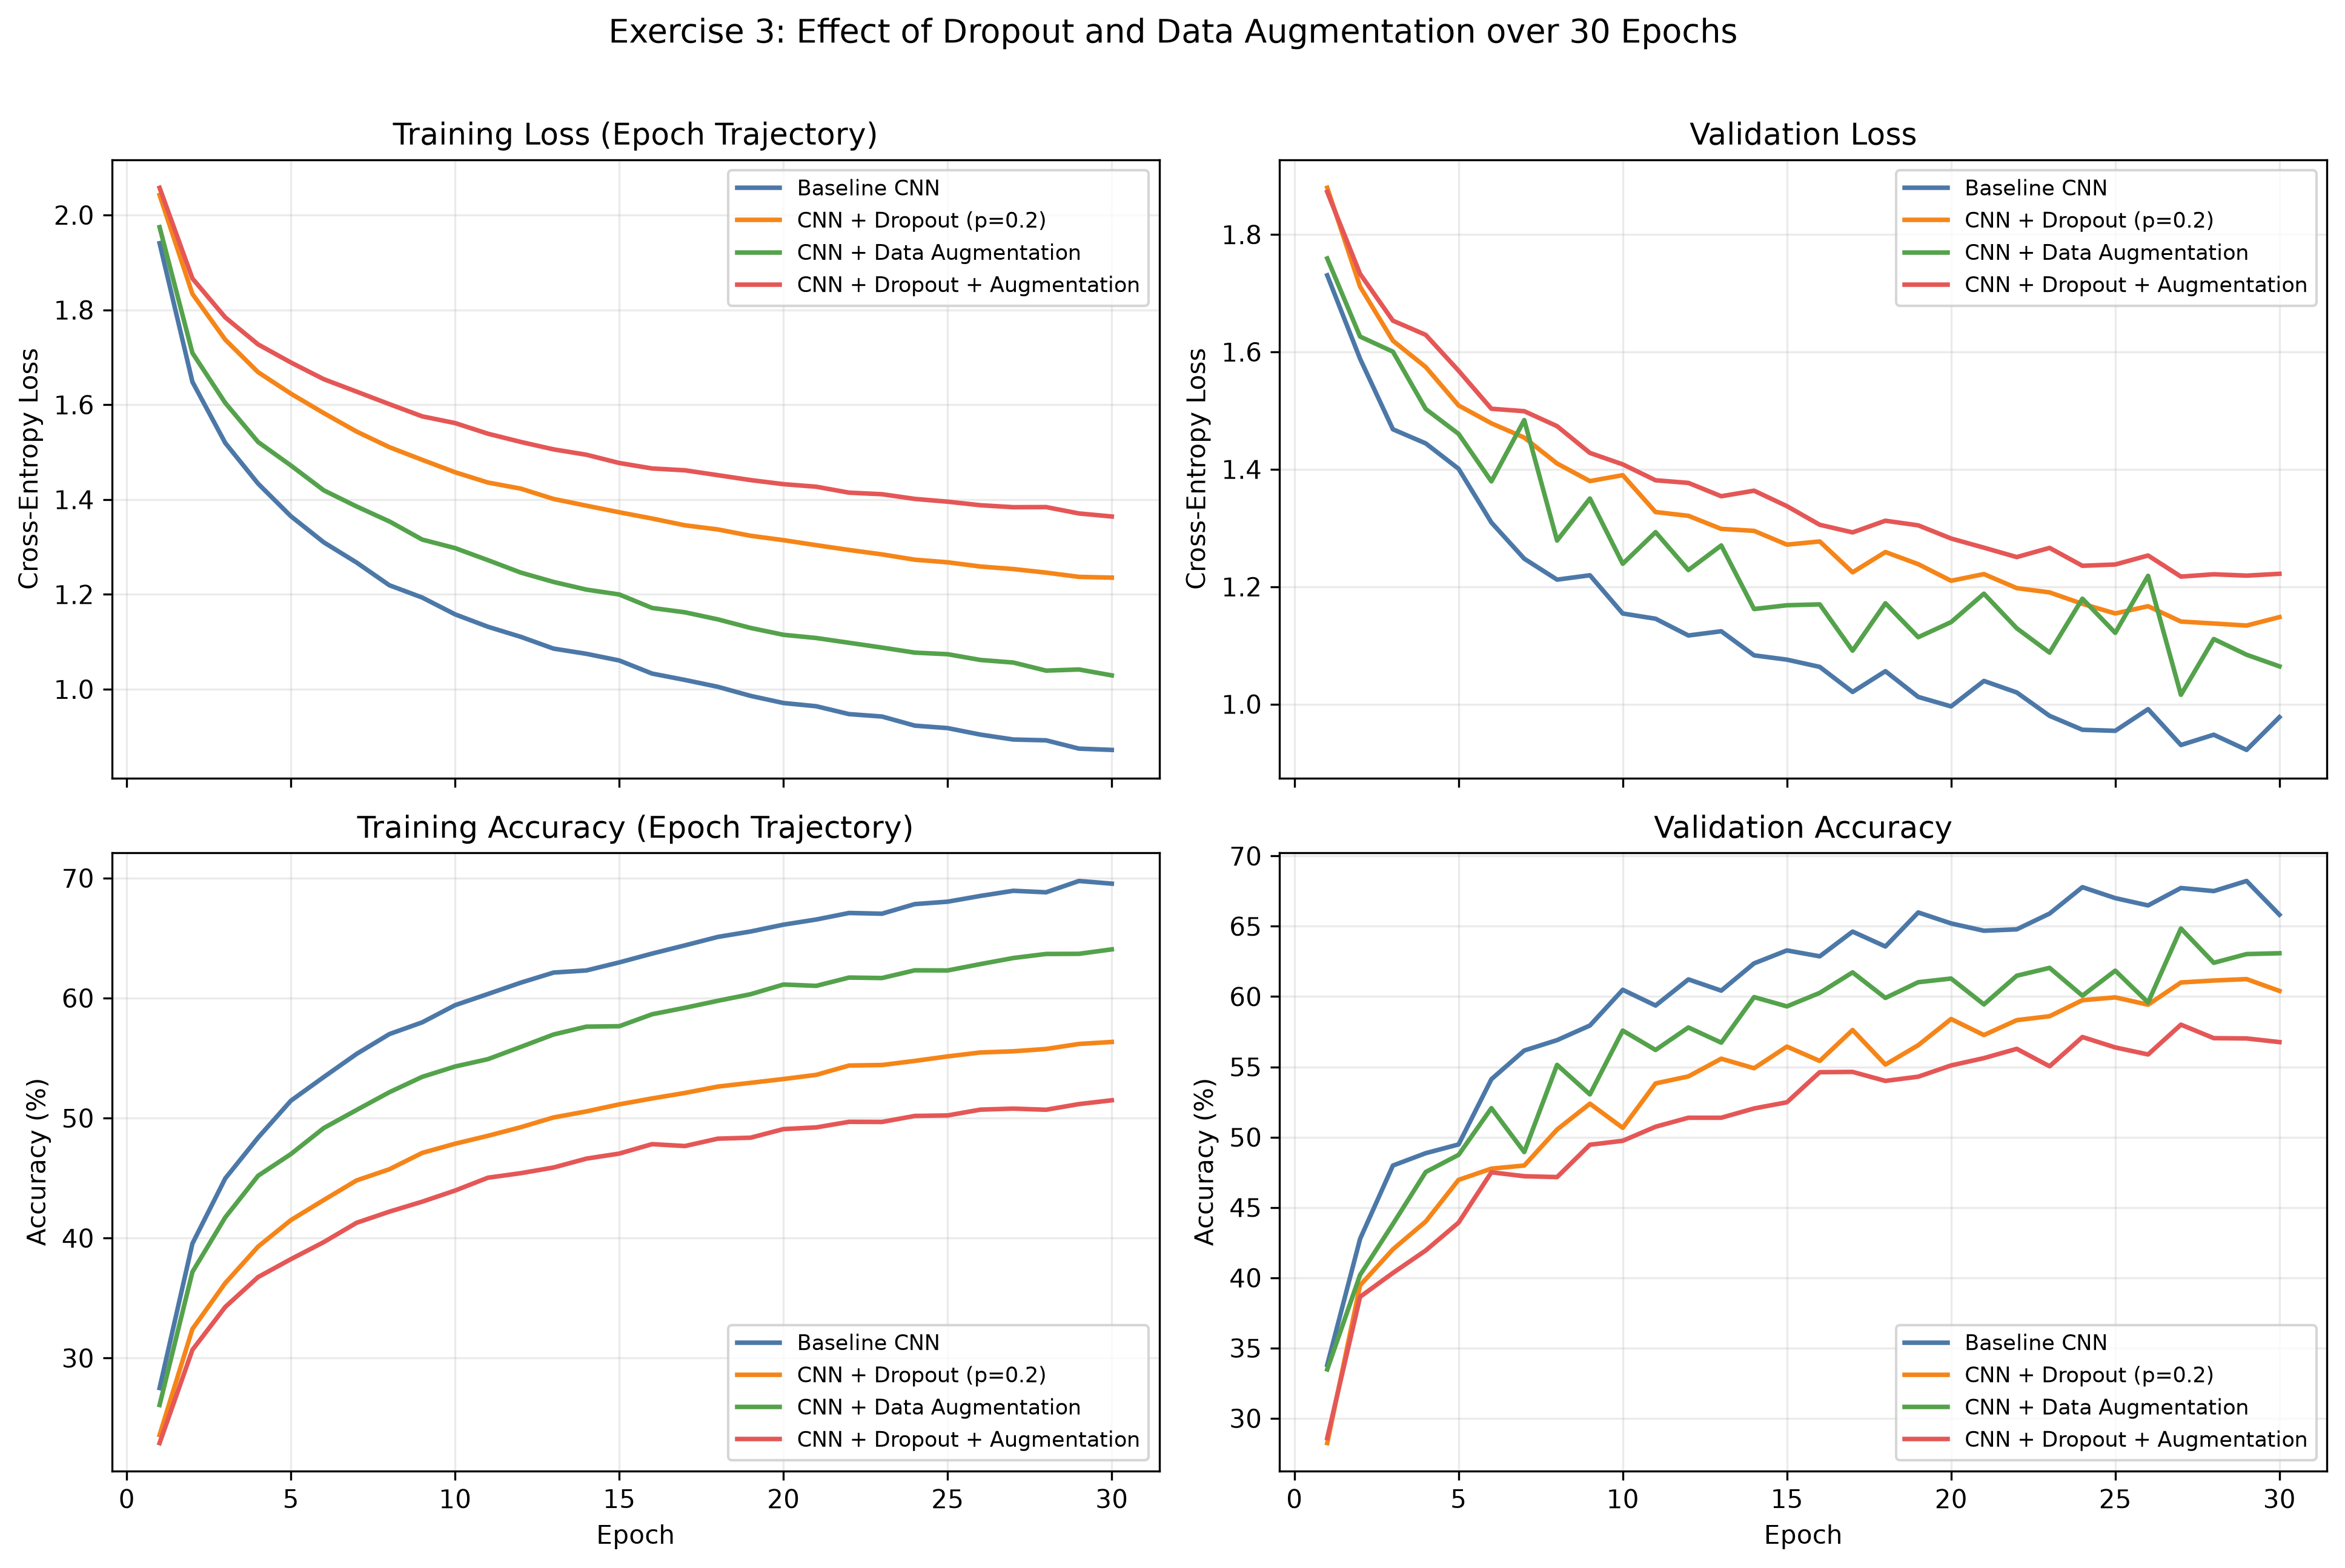 Exercise 3: Effect of Dropout and Data Augmentation over 30 Epochs
Training Loss (Epoch Trajectory)
Cross-Entropy Loss
2.0
1.8
1.6
1.4
1.2
1.0
Baseline CNN
CNN + Dropout (p=0.2)
CNN + Data Augmentation
CNN + Dropout + Augmentation
Validation Loss
Cross-Entropy Loss
1.8
1.6
1.4
1.2
1.0
Baseline CNN
CNN + Dropout (p=0.2)
CNN + Data Augmentation
CNN + Dropout + Augmentation
Training Accuracy (Epoch Trajectory)
Accuracy (%)
70
60
50
40
30
Baseline CNN
CNN + Dropout (p=0.2)
CNN + Data Augmentation
CNN + Dropout + Augmentation
0 5 10 15 20 25 30
Epoch
Validation Accuracy
Accuracy (%)
70
65
60
55
50
45
40
35
30
Baseline CNN
CNN + Dropout (p=0.2)
CNN + Data Augmentation
CNN + Dropout + Augmentation
0 5 10 15 20 25 30
Epoch